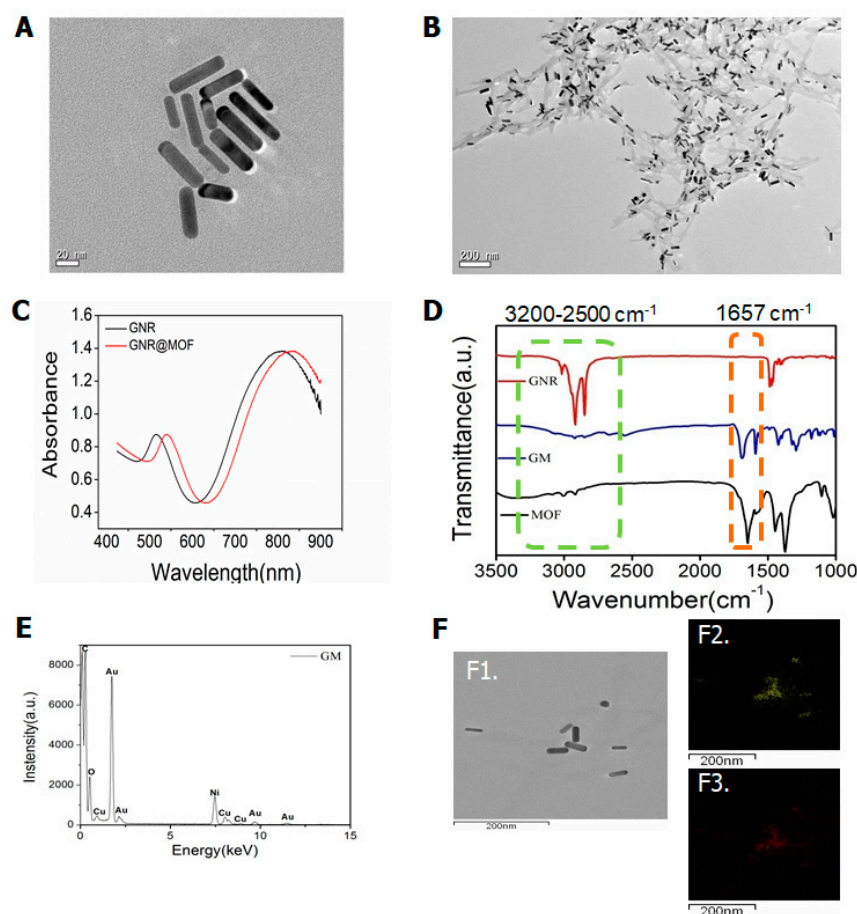 A
20 nm
B
200 nm
C
GNR
GNR@MOF
1.6
1.4
1.2
1.0
0.8
0.6
0.4
400 500 600 700 800 900
Absorbance
Wavelength(nm)
D
3200-2500 cm-1
1657 cm-1
GNR
GM
MOF
Transmittance(a.u.)
3500 3000 2500 2000 1500 1000
Wavenumber(cm-1)
E
GM
8000
6000
4000
2000
0
C
Au
O
Cu
Au
Ni
Cu
Cu
Au
Au
0 5 10 15
Instensity(a.u.)
Energy(keV)
F
F1.
200nm
F2.
200nm
F3.
200nm